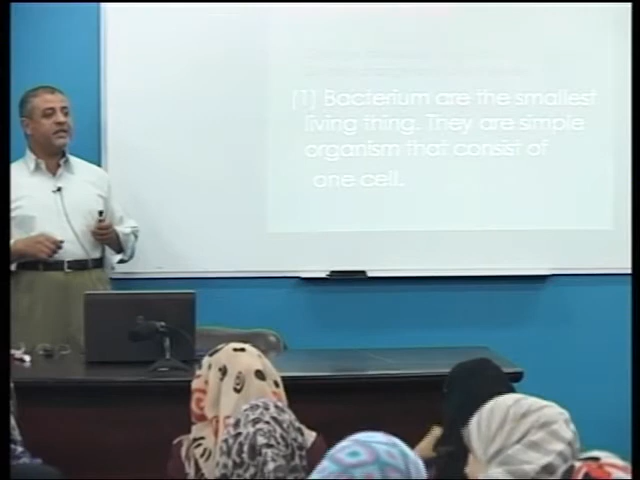 [1] Bacterium are the smallest
living thing. They are simple
organism that consist of
one cell.